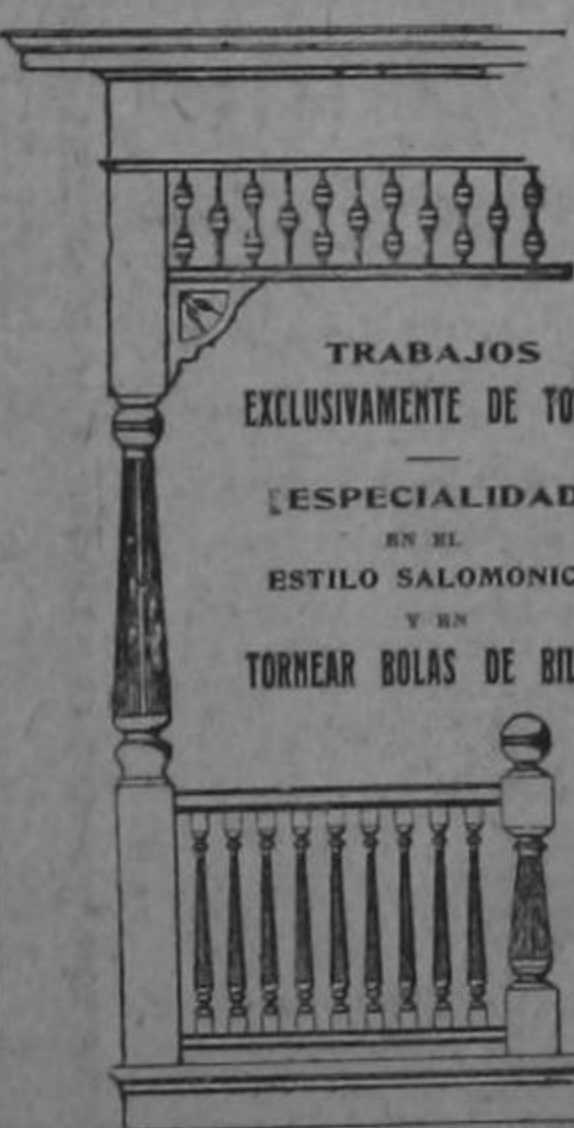 TRABAJOS
EXCLUSIVAMENTE DE TO
ESPECIALIDAD
EN EL
ESTILO SALOMONIC
Y EN
TORNEAR BOLAS DE BIL